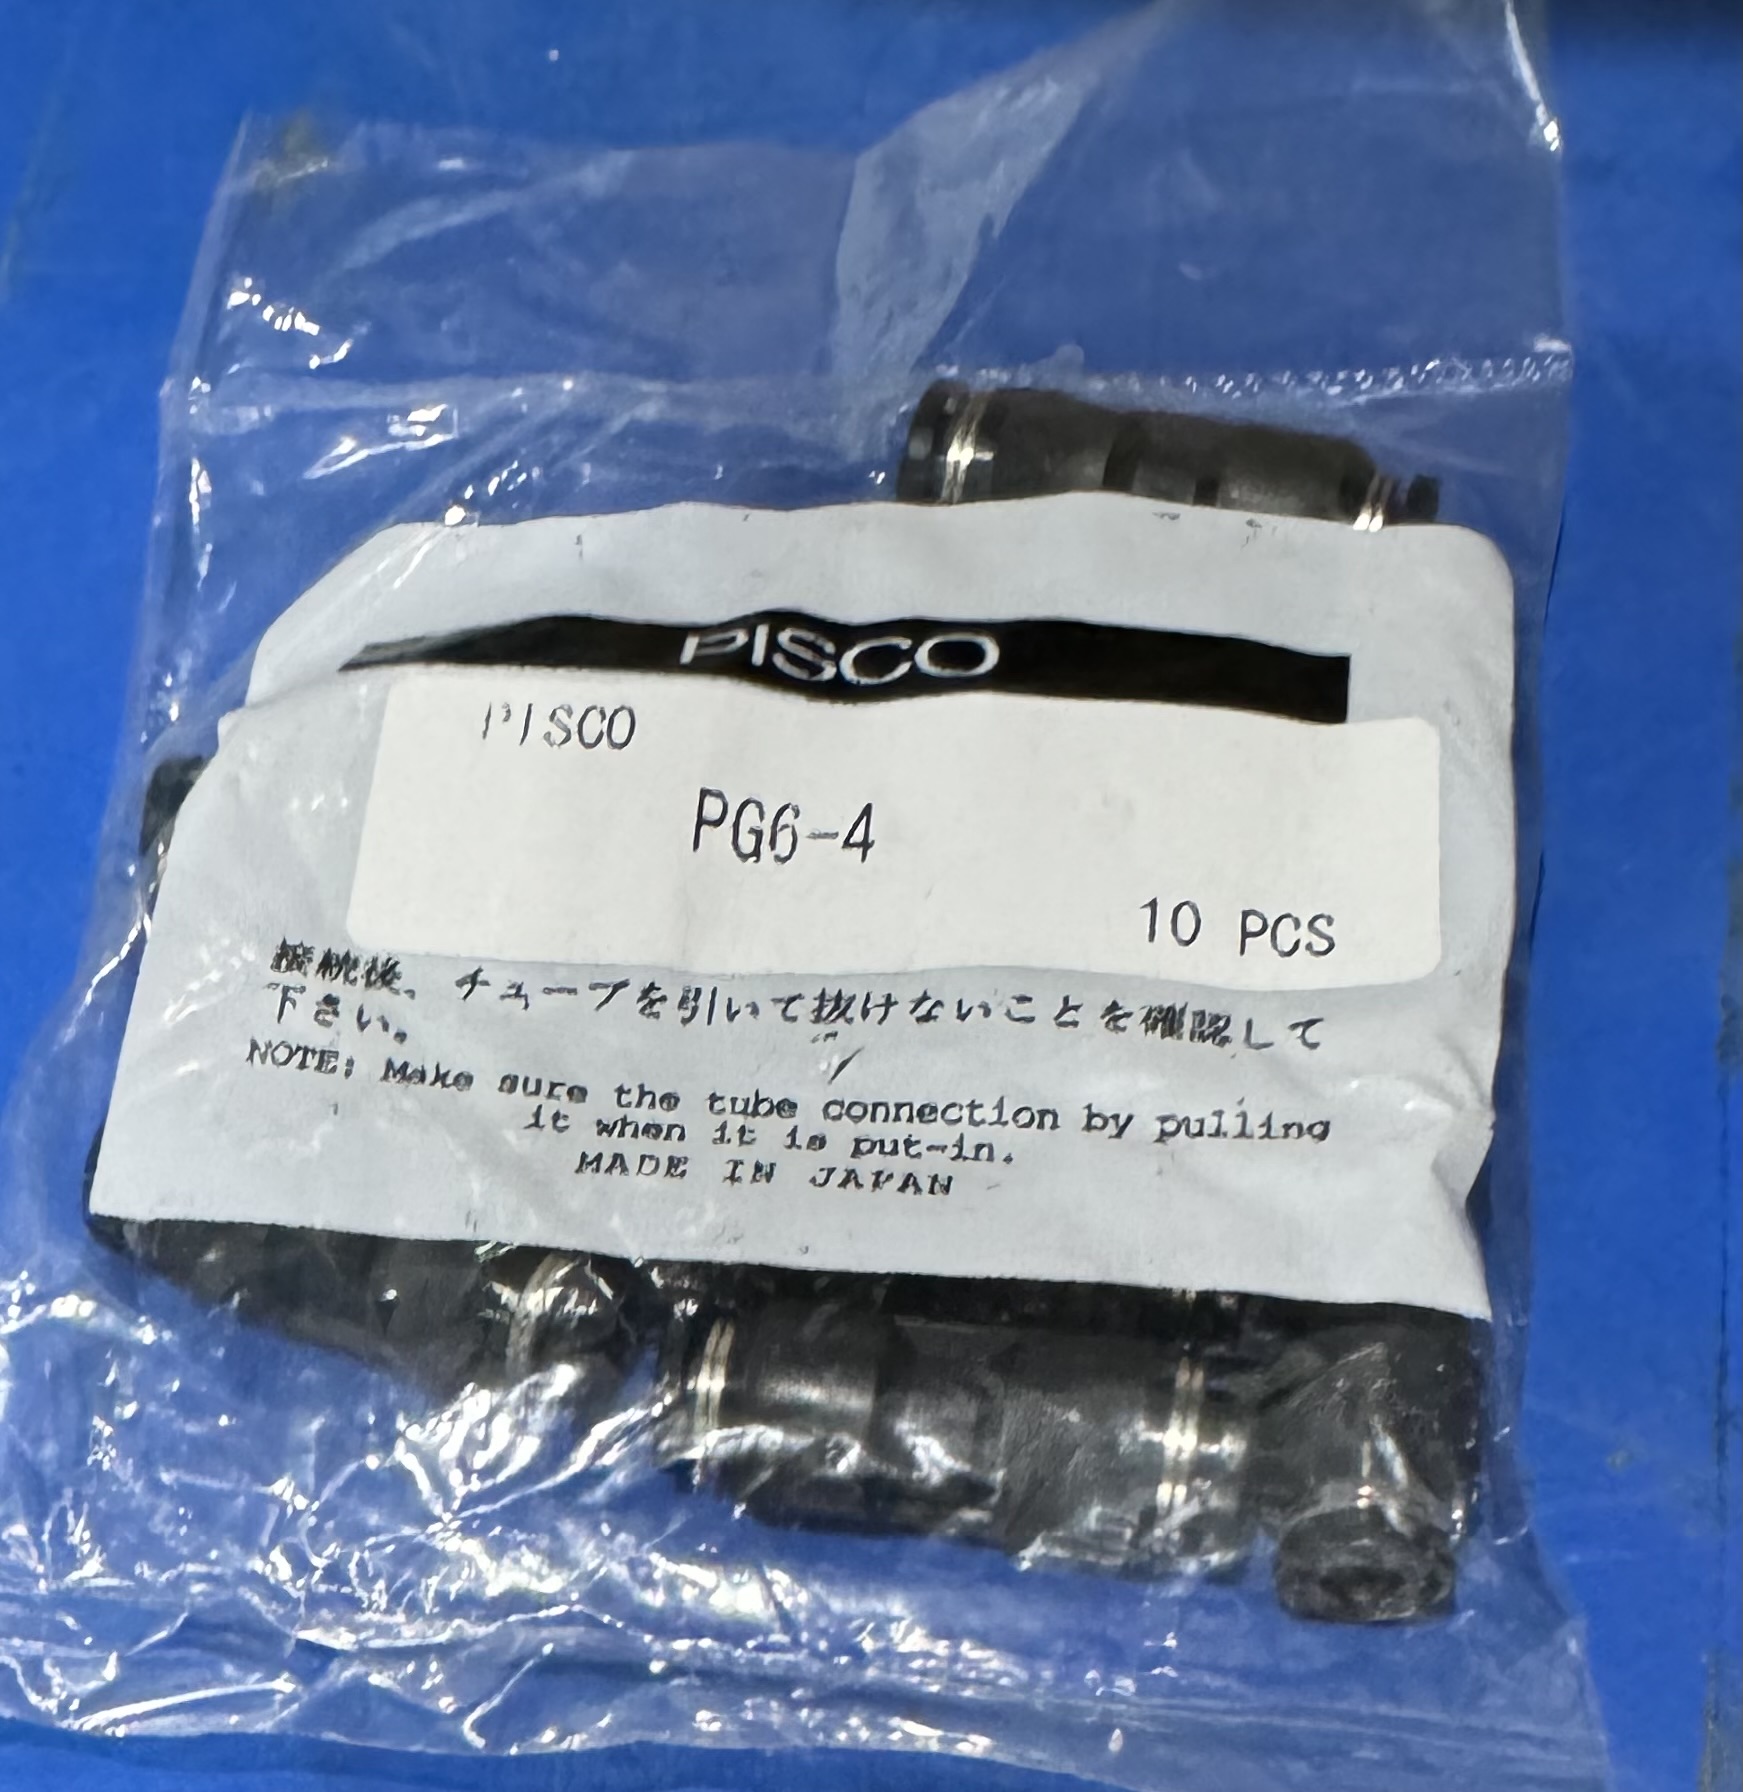 PISCO
PISCO
PG6-4
10 PCS
接続後、チューブを引いて抜けないことを確認して
下さい。
NOTE: Make sure the tube connection by pulling
it when it is put-in.
MADE IN JAPAN